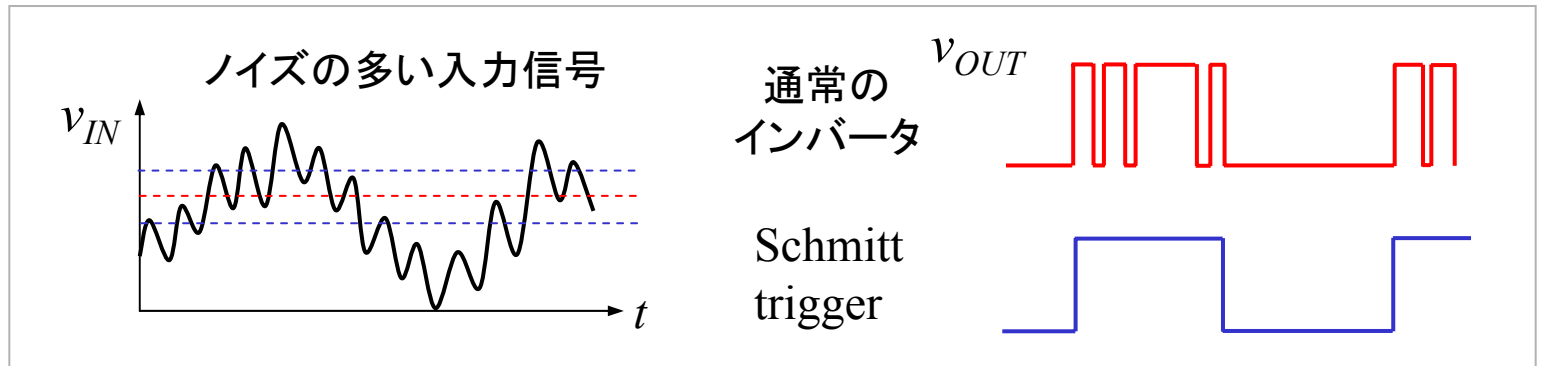 ノイズの多い入力信号
v_IN
t
通常の
インバータ
v_OUT
Schmitt
trigger